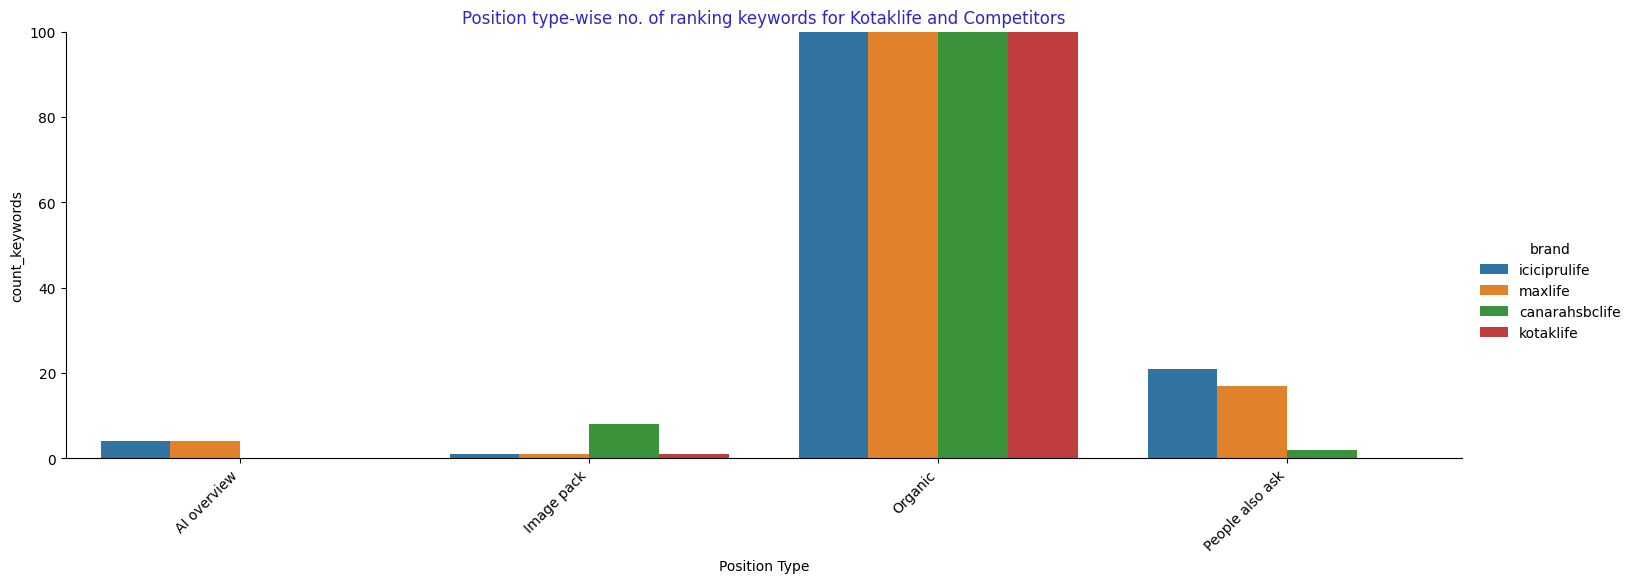 Position type-wise no. of ranking keywords for Kotaklife and Competitors
100
80
60
40
20
0
count_keywords
AI overview
Image pack
Organic
People also ask
Position Type
brand
iciciprulife
maxlife
canarahsbclife
kotaklife